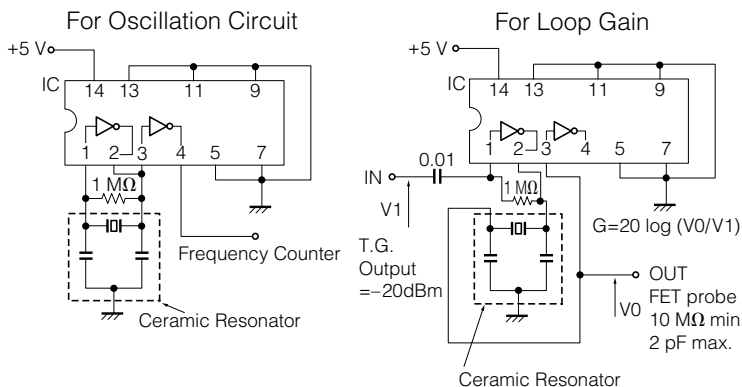 For Oscillation Circuit
+5 V
IC
14 13 11 9
1 2 3 4 5 7
1 MΩ
Frequency Counter
Ceramic Resonator
For Loop Gain
+5 V
IC
14 13 11 9
1 2 3 4 5 7
0.01
IN
1 MΩ
V1
G=20 log (V0/V1)
T.G.
Output
=−20dBm
OUT
V0
FET probe
10 MΩ min
2 pF max.
Ceramic Resonator